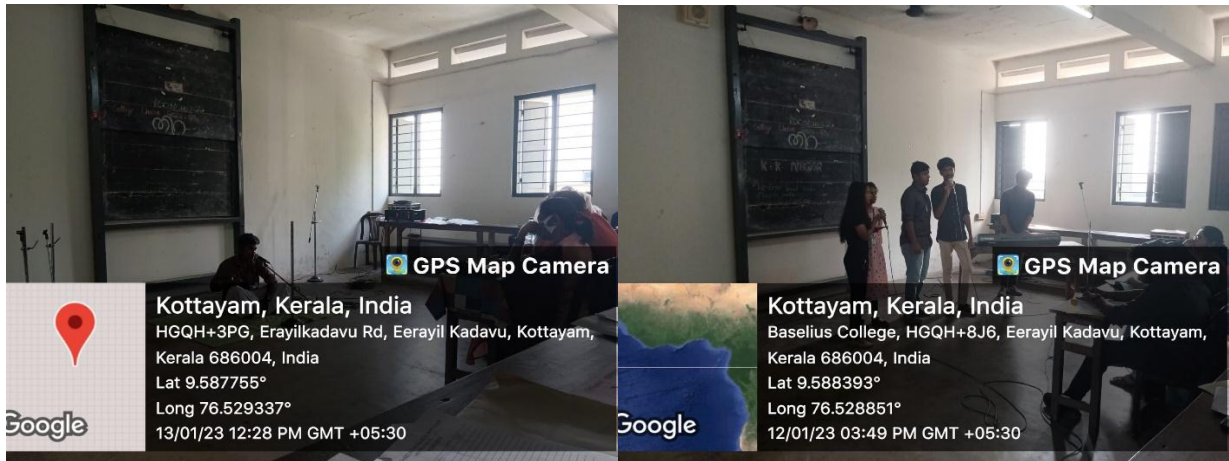 തിറ
GPS Map Camera
Kottayam, Kerala, India
HGQH+3PG, Erayilkadavu Rd, Eerayil Kadavu, Kottayam,
Kerala 686004, India
Lat 9.587755°
Long 76.529337°
13/01/23 12:28 PM GMT +05:30
Google
തിറ
K K NAGAR
GPS Map Camera
Kottayam, Kerala, India
Baselius College, HGQH+8J6, Eerayil Kadavu, Kottayam,
Kerala 686004, India
Lat 9.588393°
Long 76.528851°
12/01/23 03:49 PM GMT +05:30
Google